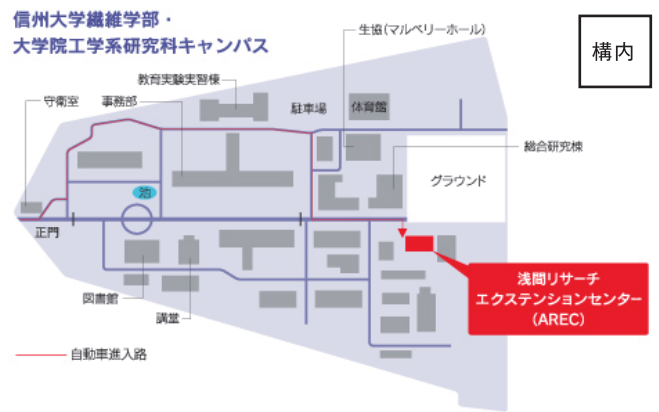 信州大学繊維学部・
大学院工学系研究科キャンパス
構内
生協(マルベリーホール)
教育実験実習棟
守衛室
事務部
駐車場
体育館
総合研究棟
グラウンド
池
正門
浅間リサーチ
エクステンションセンター
(AREC)
図書館
講堂
自動車進入路